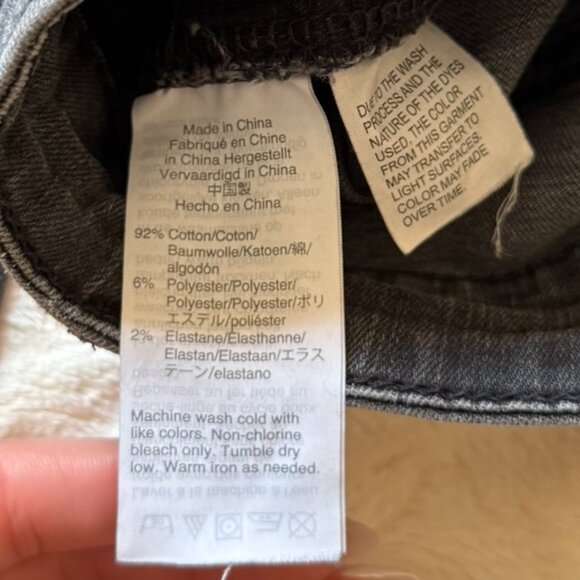 Made in China
Fabriqué en Chine
in China Hergestellt
Vervaardigd in China
中国製
Hecho en China
92% Cotton/Coton/
Baumwolle/Katoen/綿/
algodón
6% Polyester/Polyester/
Polyester/Polyester/ポリ
エステル/poliéster
2% Elastane/Élasthanne/
Elastan/Elastaan/エラス
テーン/elastano
Machine wash cold with
like colors. Non-chlorine
bleach only. Tumble dry
low. Warm iron as needed.
DUE TO THE WASH
PROCESS AND THE
NATURE OF THE DYES
USED, THE COLOR
FROM THIS GARMENT
MAY TRANSFER TO
LIGHT SURFACES.
COLOR MAY FADE
OVER TIME.